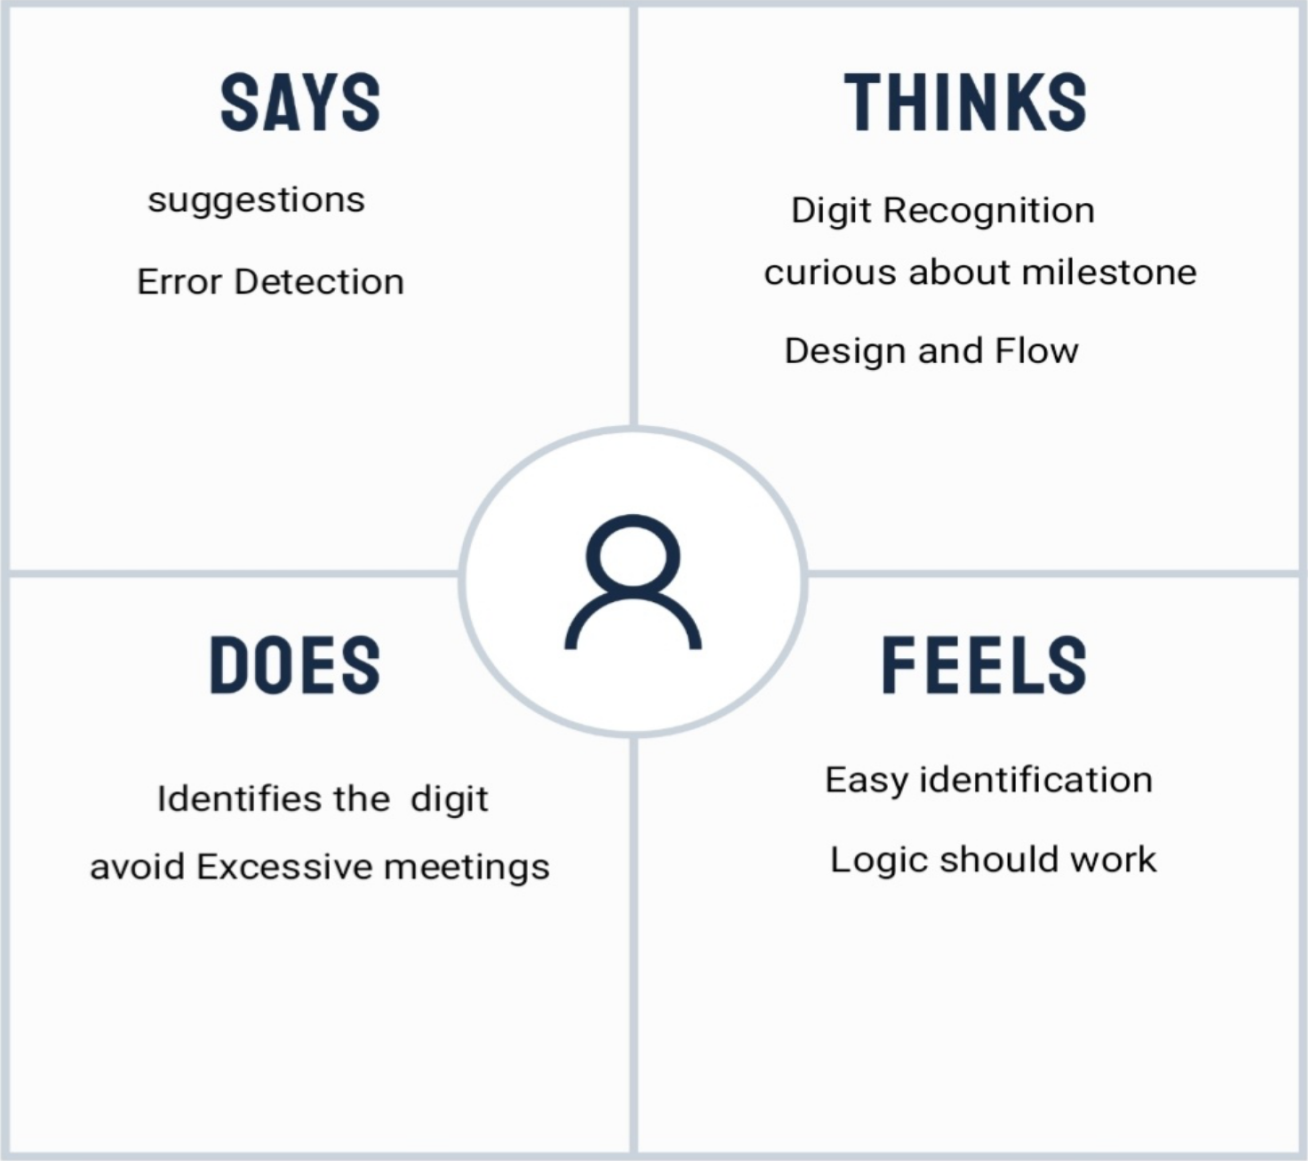 SAYS
suggestions
Error Detection
THINKS
Digit Recognition
curious about milestone
Design and Flow
DOES
Identifies the  digit
avoid Excessive meetings
FEELS
Easy identification
Logic should work